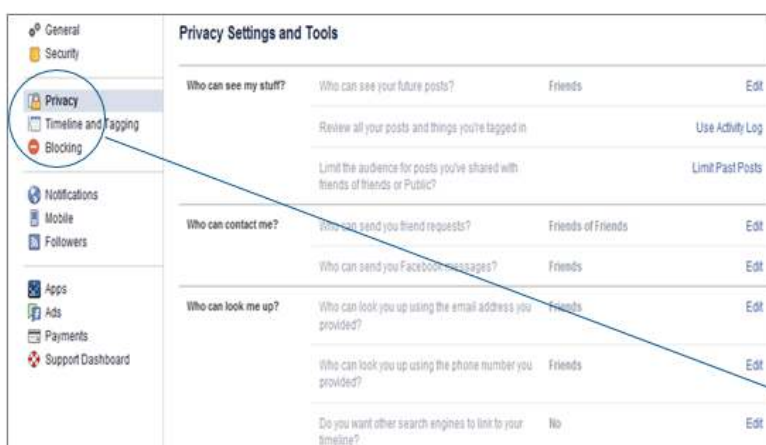 General
Security
Privacy
Timeline and Tagging
Blocking
Notifications
Mobile
Followers
Apps
Ads
Payments
Support Dashboard
Privacy Settings and Tools
Who can see my stuff? Who can see your future posts? Friends Edit
Review all your posts and things you're tagged in Use Activity Log
Limit the audience for posts you've shared with Limit Past Posts
friends of friends or Public?
Who can contact me? Who can send you friend requests? Friends of Friends Edit
Who can send you Facebook messages? Friends Edit
Who can look me up? Who can look you up using the email address you Friends Edit
provided?
Who can look you up using the phone number you Friends Edit
provided?
Do you want other search engines to link to your No Edit
timeline?